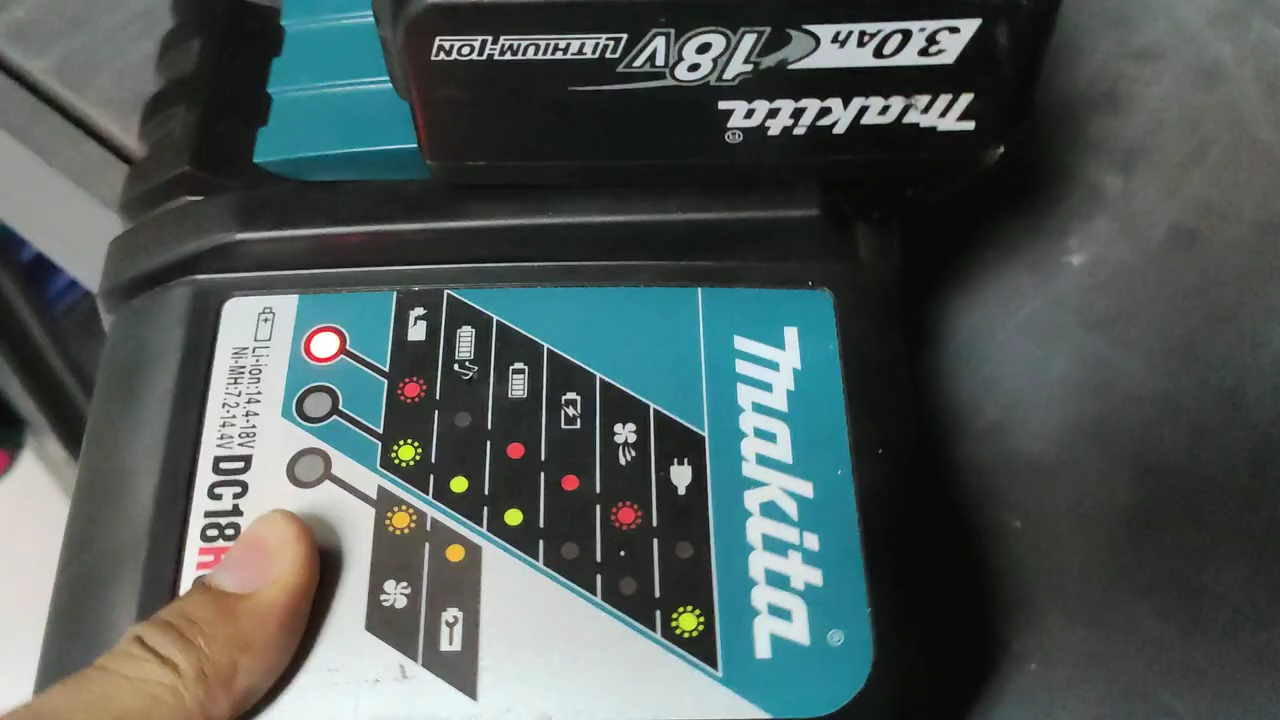 makita®
3.0Ah 18V LITHIUM-ION
makita®
Li-ion:14.4-18V
Ni-MH:7.2-14.4V
DC18